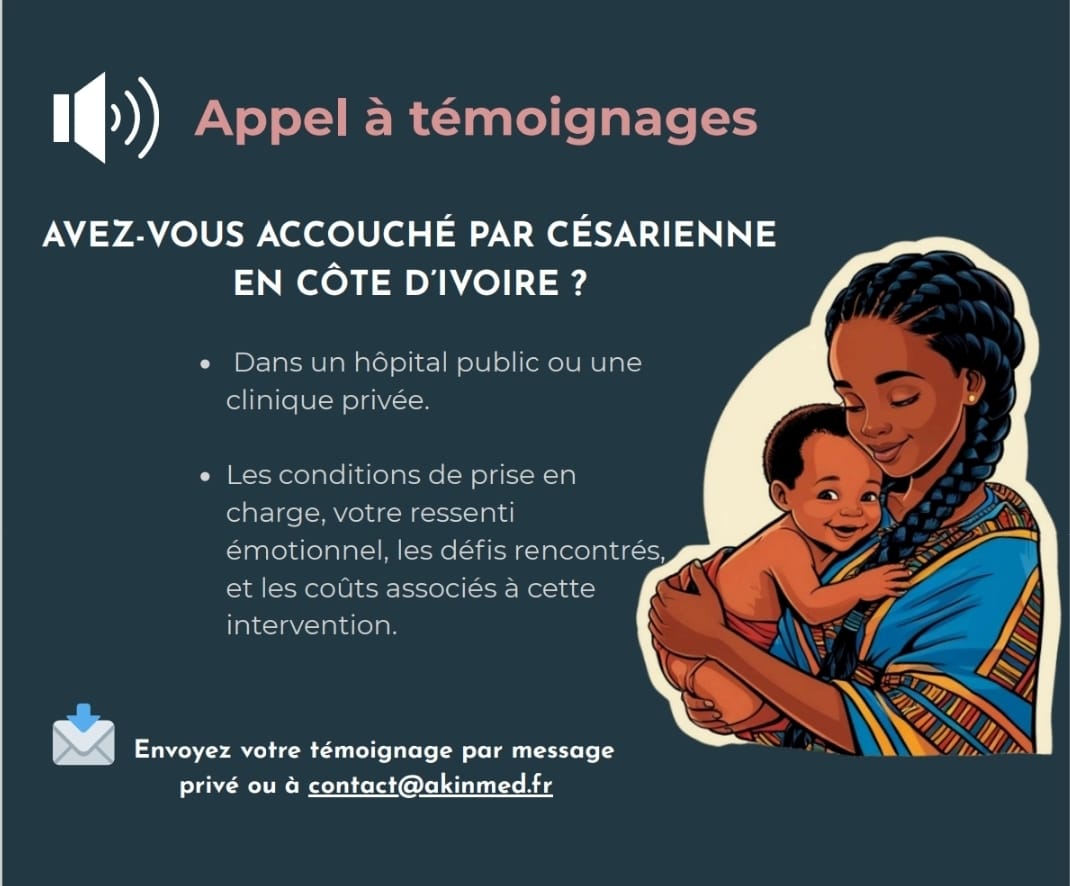 Appel à témoignages
AVEZ-VOUS ACCOUCHÉ PAR CÉSARIENNE
EN CÔTE D'IVOIRE ?
• Dans un hôpital public ou une
clinique privée.
• Les conditions de prise en
charge, votre ressenti
émotionnel, les défis rencontrés,
et les coûts associés à cette
intervention.
Envoyez votre témoignage par message
privé ou à contact@akinmed.fr